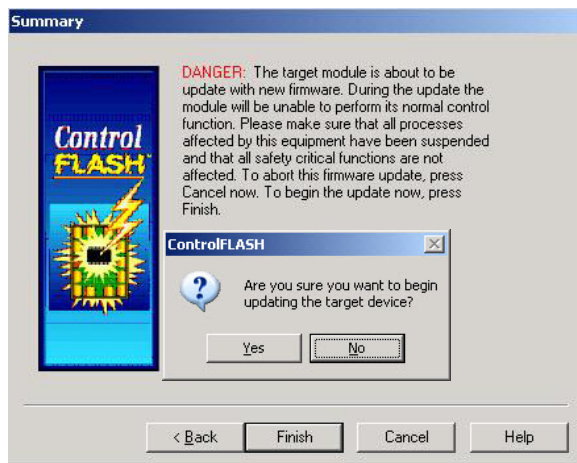 Summary
DANGER: The target module is about to be
update with new firmware. During the update the
module will be unable to perform its normal control
function. Please make sure that all processes
affected by this equipment have been suspended
and that all safety critical functions are not
affected. To abort this firmware update, press
Cancel now. To begin the update now, press
Finish.
Control
FLASH
ControlFLASH
Are you sure you want to begin
updating the target device?
Yes
No
< Back
Finish
Cancel
Help